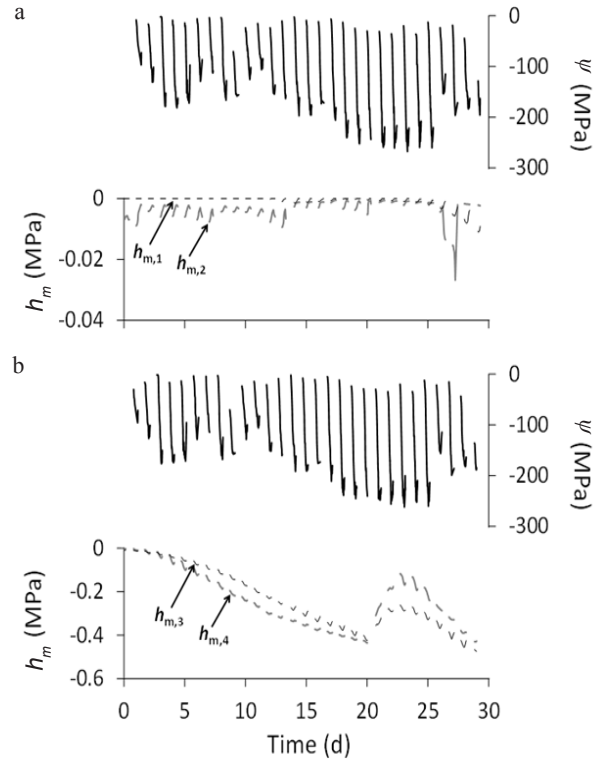 a
0
-100
-200
-300
ψ (MPa)
0
-0.02
-0.04
h_m (MPa)
h_m,1
h_m,2
b
0
-100
-200
-300
ψ (MPa)
0
-0.2
-0.4
-0.6
h_m (MPa)
h_m,3
h_m,4
0 5 10 15 20 25 30
Time (d)